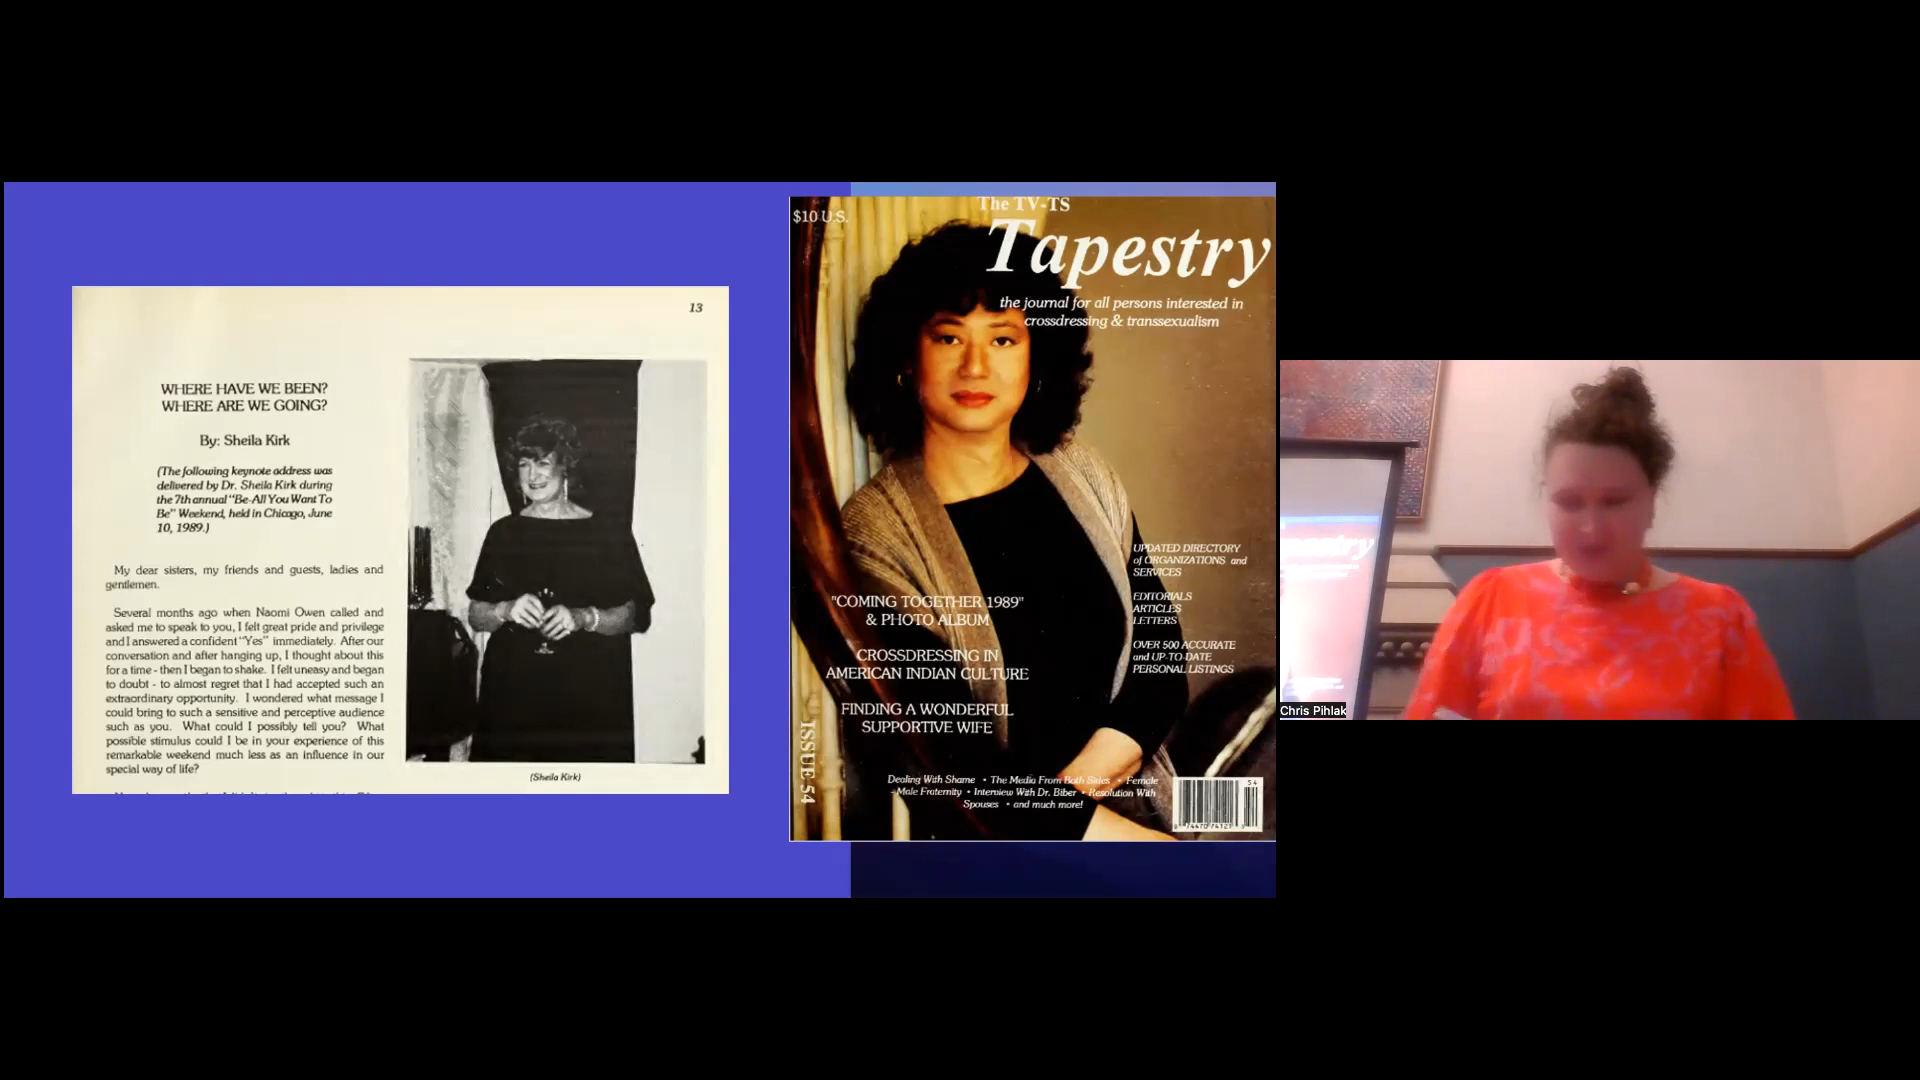 13
WHERE HAVE WE BEEN?
WHERE ARE WE GOING?
By: Sheila Kirk
(The following keynote address was
delivered by Dr. Sheila Kirk during
the 7th annual "Be-All You Want To
Be" Weekend, held in Chicago, June
10, 1989.)
My dear sisters, my friends and guests, ladies and
gentlemen.
Several months ago when Naomi Owen called and
asked me to speak to you, I felt great pride and privilege
and I answered a confident "Yes" immediately. After our
conversation and after hanging up, I thought about this
for a time - then I began to shake. I felt uneasy and began
to doubt - to almost regret that I had accepted such an
extraordinary opportunity. I wondered what message I
could bring to such a sensitive and perceptive audience
such as you. What could I possibly tell you? What
possible stimulus could I be in your experience of this
remarkable weekend much less as an influence in our
special way of life?
(Sheila Kirk)
$10 U.S.
The TV-TS
Tapestry
the journal for all persons interested in
crossdressing & transsexualism
UPDATED DIRECTORY
of ORGANIZATIONS and
SERVICES
EDITORIALS
ARTICLES
LETTERS
OVER 500 ACCURATE
and UP-TO-DATE
PERSONAL LISTINGS
"COMING TOGETHER 1989"
& PHOTO ALBUM
CROSSDRESSING IN
AMERICAN INDIAN CULTURE
FINDING A WONDERFUL
SUPPORTIVE WIFE
ISSUE 54
Dealing With Shame • The Media From Both Sides • Female
- Male Fraternity • Interview With Dr. Biber • Resolution With
Spouses • and much more!
54
Chris Pihlak